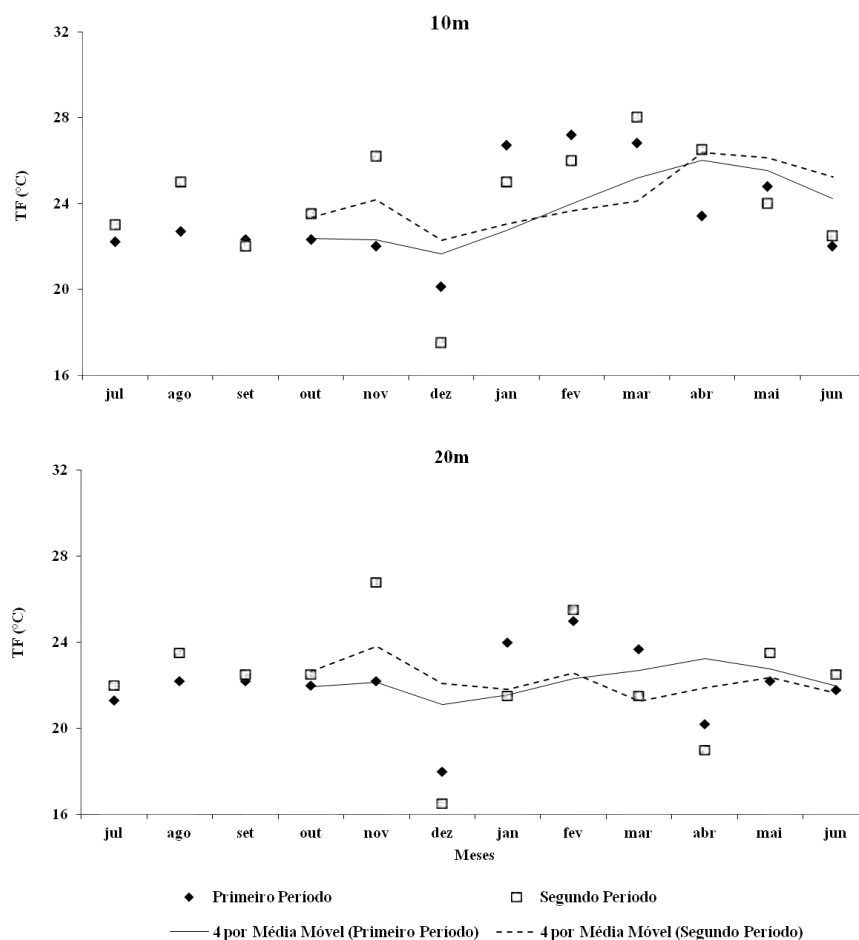 10m
32
28
24
20
16
TF (°C)
jul ago set out nov dez jan fev mar abr mai jun
20m
32
28
24
20
16
TF (°C)
jul ago set out nov dez jan fev mar abr mai jun
Meses
Primeiro Período Segundo Período
4 por Média Móvel (Primeiro Período) 4 por Média Móvel (Segundo Período)